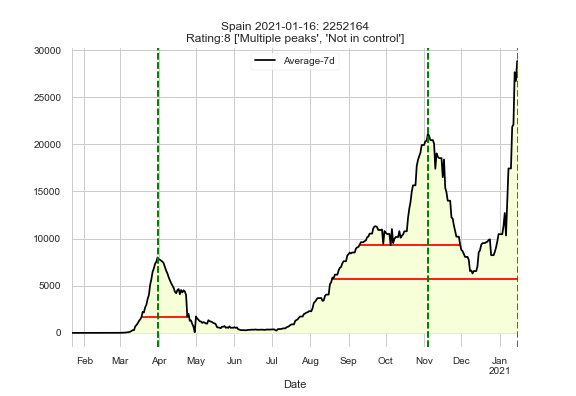 Spain 2021-01-16: 2252164
Rating:8 ['Multiple peaks', 'Not in control']
Average-7d
30000
25000
20000
15000
10000
5000
0
Feb Mar Apr May Jun Jul Aug Sep Oct Nov Dec Jan
2021
Date